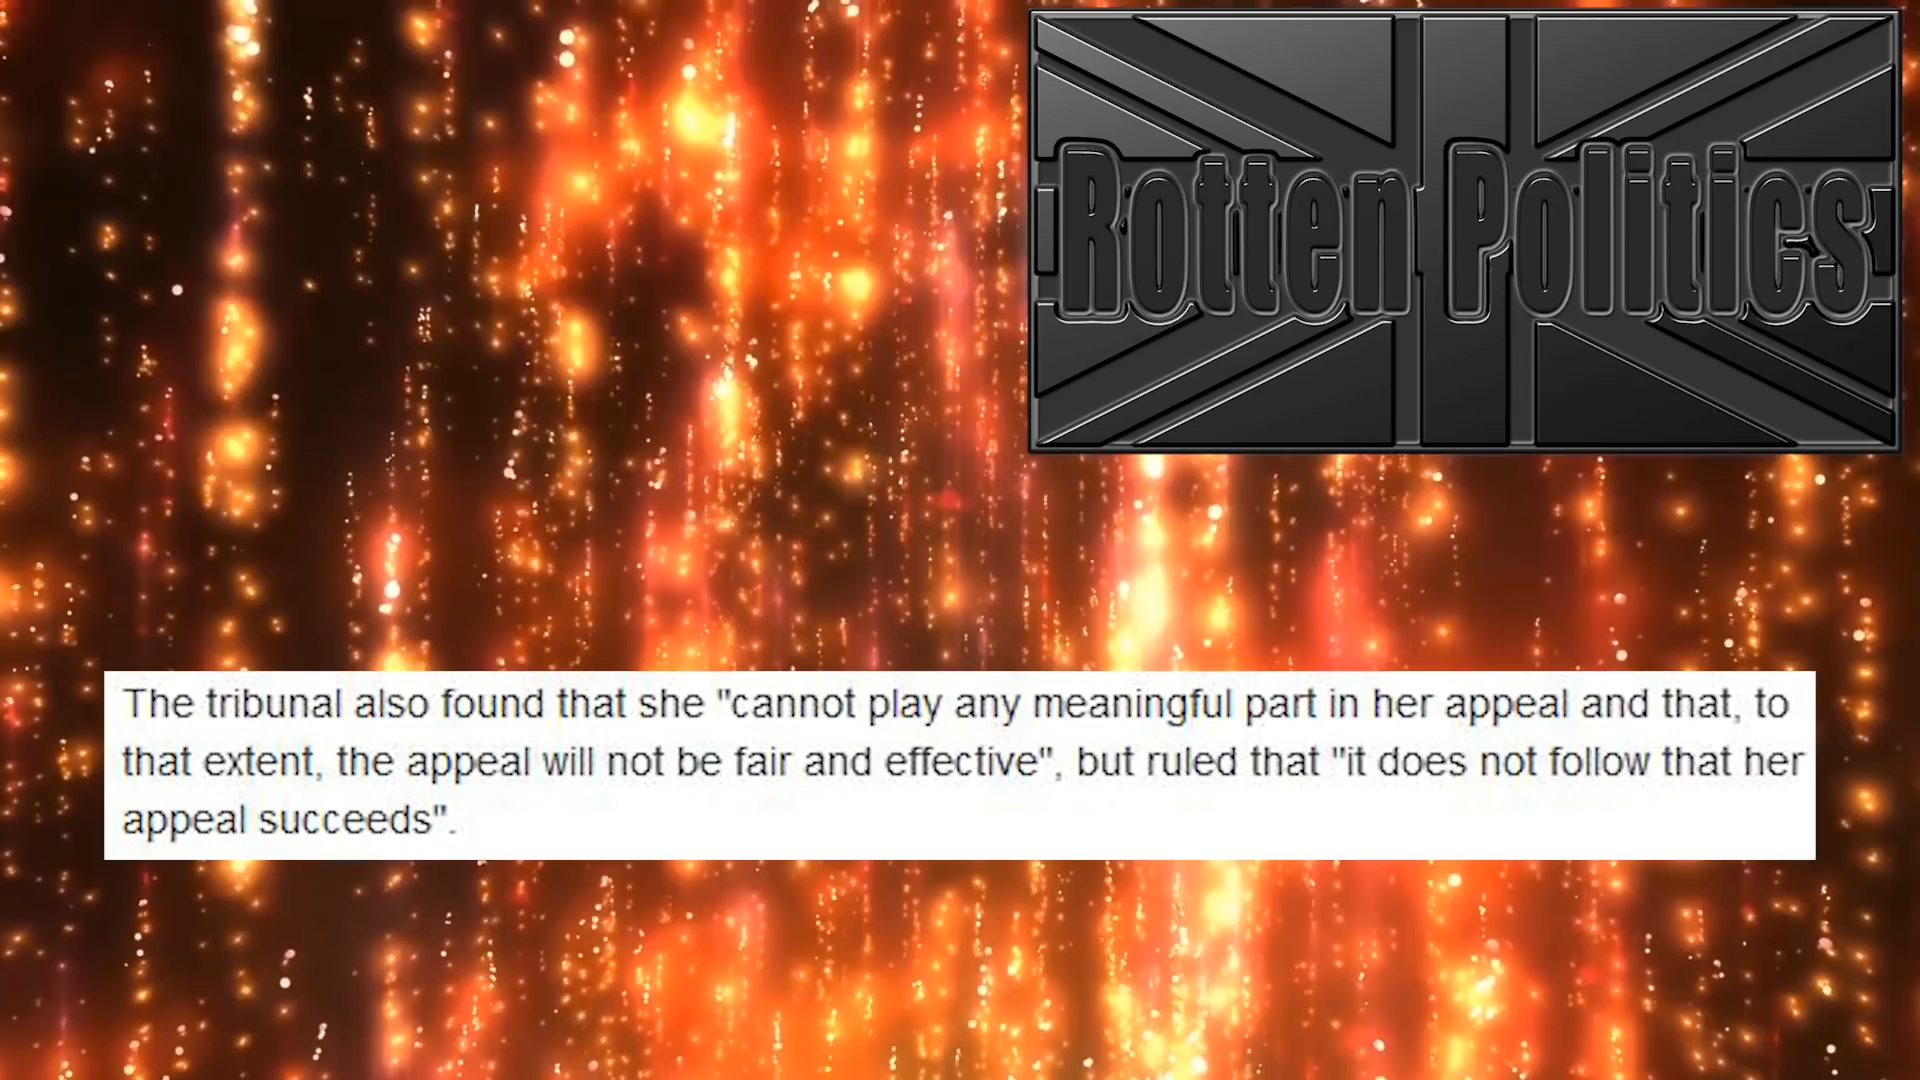 Rotten Politics
The tribunal also found that she "cannot play any meaningful part in her appeal and that, to
that extent, the appeal will not be fair and effective", but ruled that "it does not follow that her
appeal succeeds".